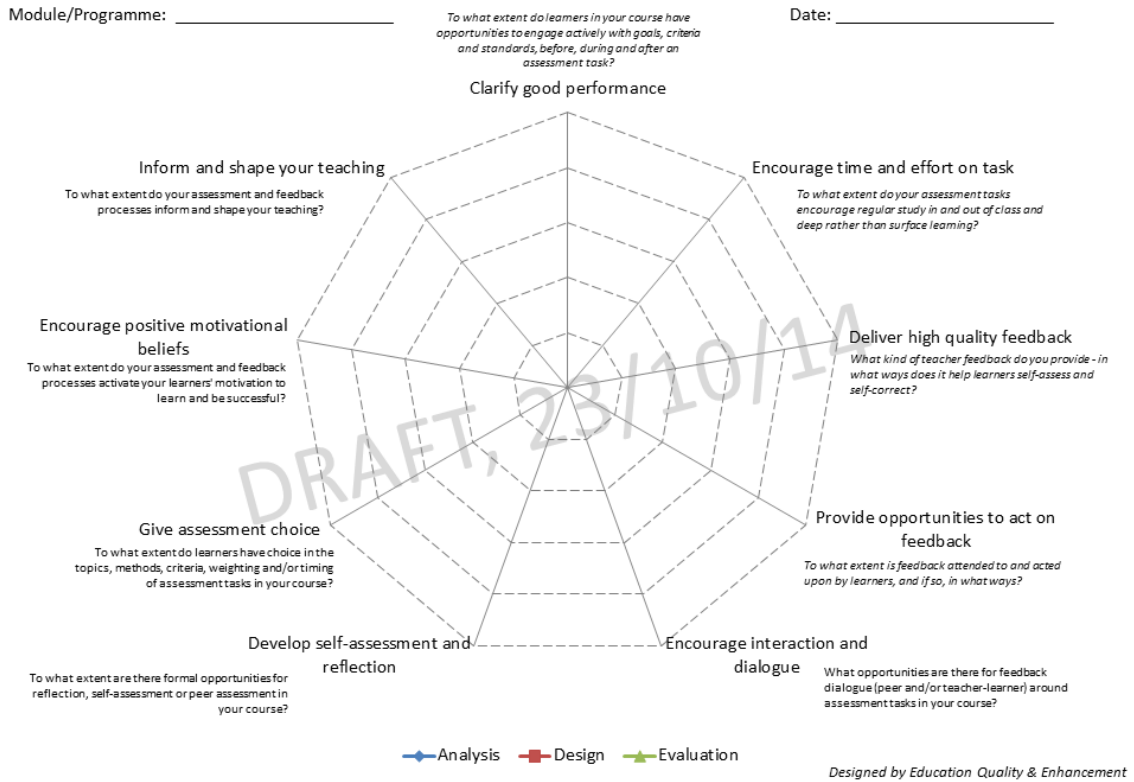 Module/Programme: ________________________
Date: ________________________
To what extent do learners in your course have
opportunities to engage actively with goals, criteria
and standards, before, during and after an
assessment task?
Clarify good performance
Encourage time and effort on task
To what extent do your assessment tasks
encourage regular study in and out of class and
deep rather than surface learning?
Deliver high quality feedback
What kind of teacher feedback do you provide - in
what ways does it help learners self-assess and
self-correct?
Provide opportunities to act on
feedback
To what extent is feedback attended to and acted
upon by learners, and if so, in what ways?
Encourage interaction and
dialogue
What opportunities are there for feedback
dialogue (peer and/or teacher-learner) around
assessment tasks in your course?
Develop self-assessment and
reflection
To what extent are there formal opportunities for
reflection, self-assessment or peer assessment in
your course?
Give assessment choice
To what extent do learners have choice in the
topics, methods, criteria, weighting and/or timing
of assessment tasks in your course?
Encourage positive motivational
beliefs
To what extent do your assessment and feedback
processes activate your learners' motivation to
learn and be successful?
Inform and shape your teaching
To what extent do your assessment and feedback
processes inform and shape your teaching?
DRAFT, 23/10/14
Analysis Design Evaluation
Designed by Education Quality & Enhancement